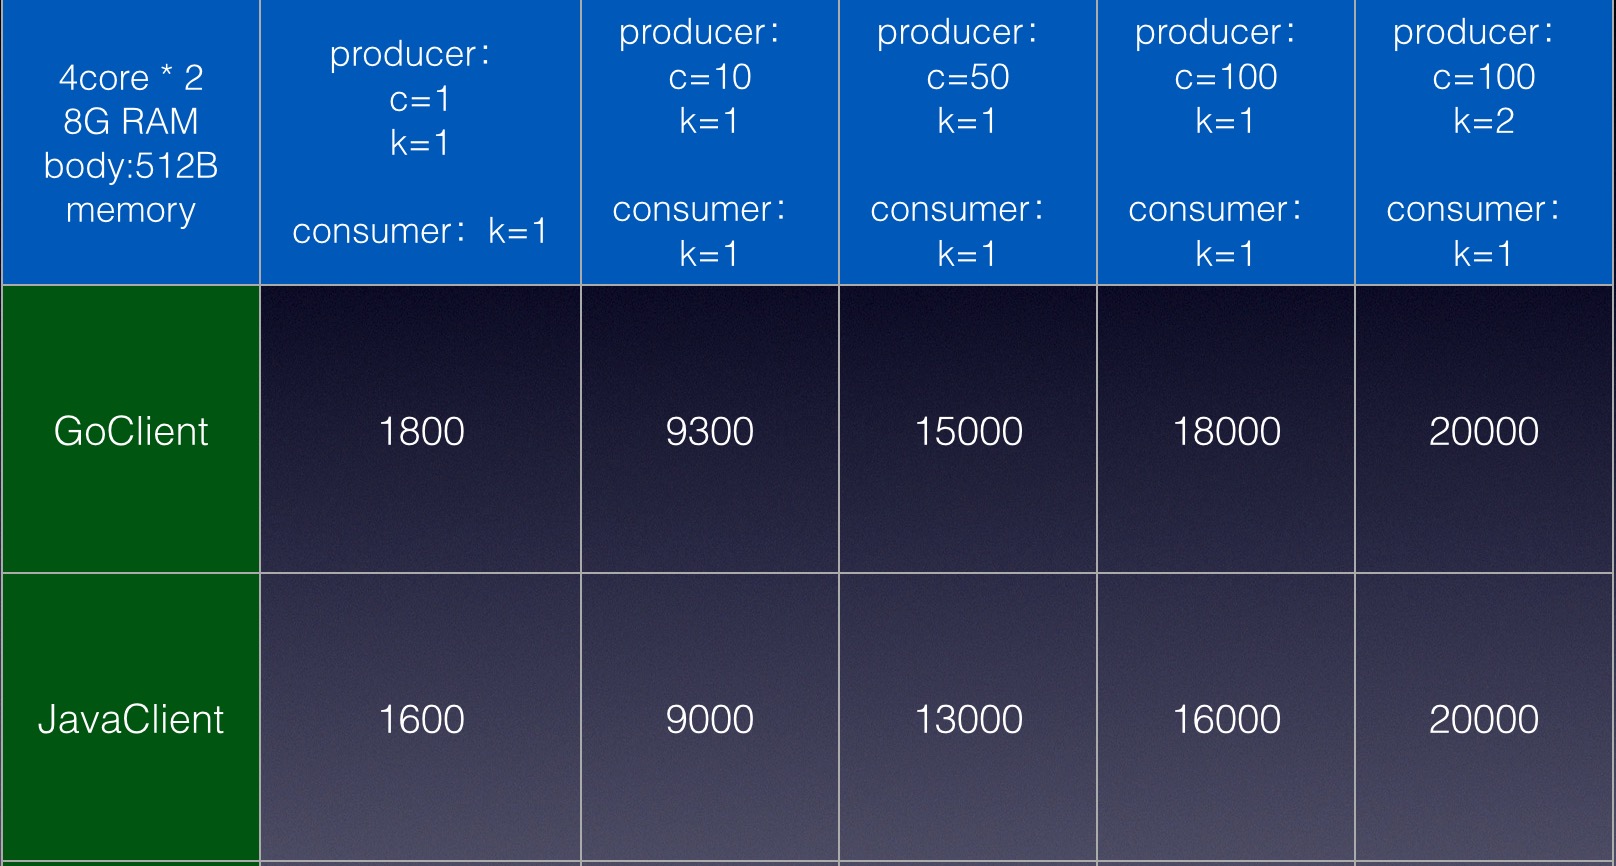 4core * 2
8G RAM
body:512B
memory
producer：
c=1
k=1
consumer：k=1
producer：
c=10
k=1
consumer：
k=1
producer：
c=50
k=1
consumer：
k=1
producer：
c=100
k=1
consumer：
k=1
producer：
c=100
k=2
consumer：
k=1
GoClient
1800
9300
15000
18000
20000
JavaClient
1600
9000
13000
16000
20000